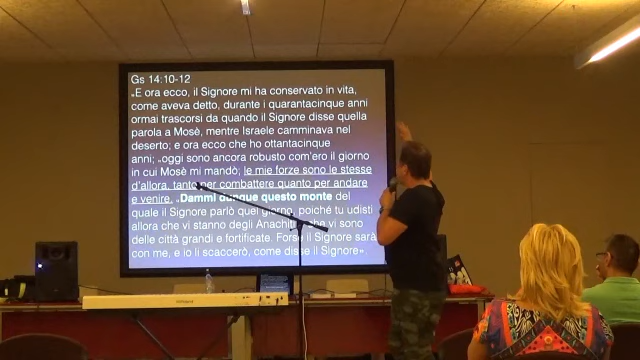 Gs 14:10-12
„E ora ecco, il Signore mi ha conservato in vita,
come aveva detto, durante i quarantacinque anni
ormai trascorsi da quando il Signore disse quella
parola a Mosè, mentre Israele camminava nel
deserto; e ora ecco che ho ottantacinque
anni; „oggi sono ancora robusto com'ero il giorno
in cui Mosè mi mandò; le mie forze sono le stesse
d'allora, tanto per combattere quanto per andare
e venire. „Dammi dunque questo monte del
quale il Signore parlò quel giorno, poiché tu udisti
allora che vi stanno degli Anachiti che vi sono
delle città grandi e fortificate. Forse il Signore sarà
con me, e io li scaccerò, come disse il Signore».
Roland